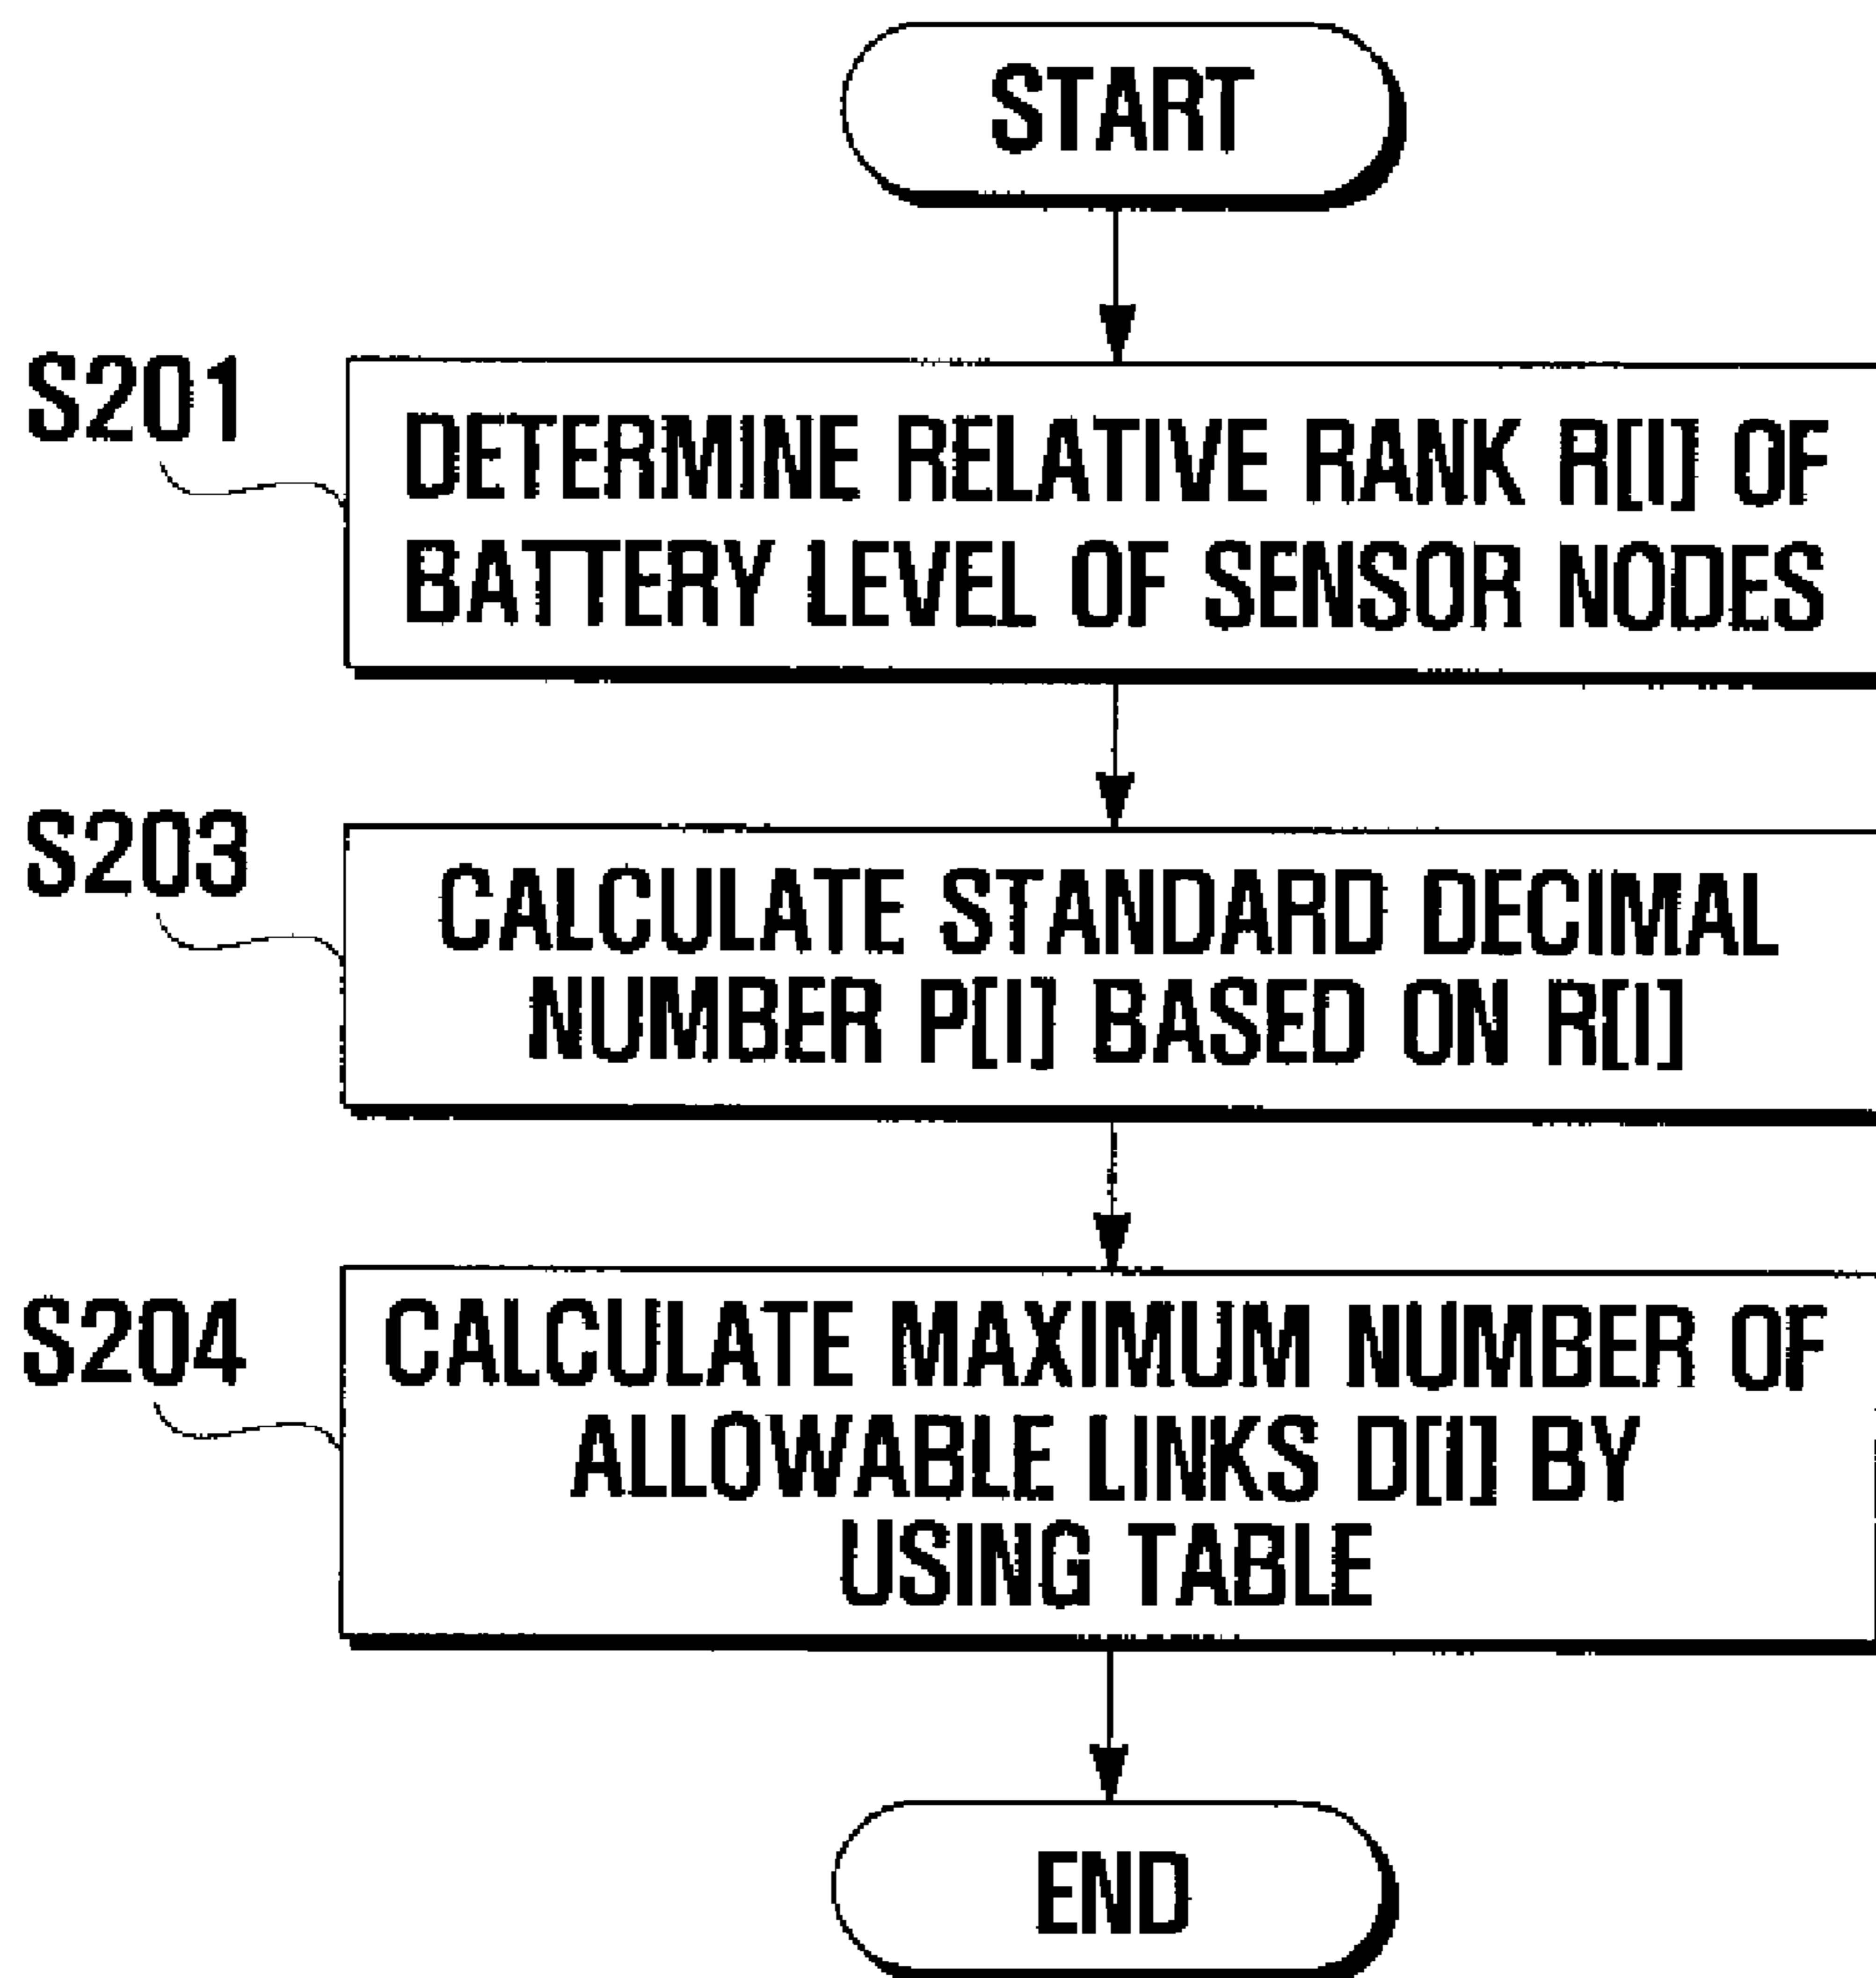 START
S201
DETERMINE RELATIVE RANK R[I] OF
BATTERY LEVEL OF SENSOR NODES
S203
CALCULATE STANDARD DECIMAL
NUMBER P[I] BASED ON R[I]
S204
CALCULATE MAXIMUM NUMBER OF
ALLOWABLE LINKS D[I] BY
USING TABLE
END